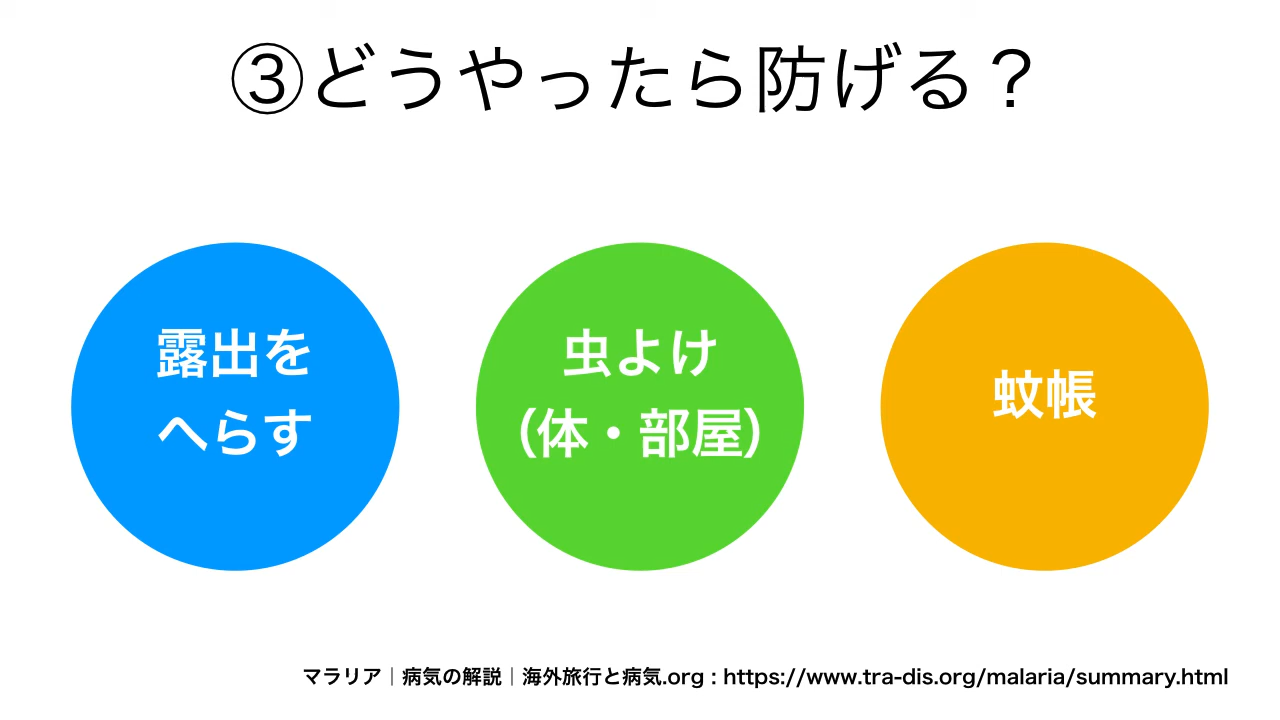 ③どうやったら防げる？
露出を
へらす
虫よけ
（体・部屋）
蚊帳
マラリア｜病気の解説｜海外旅行と病気.org : https://www.tra-dis.org/malaria/summary.html